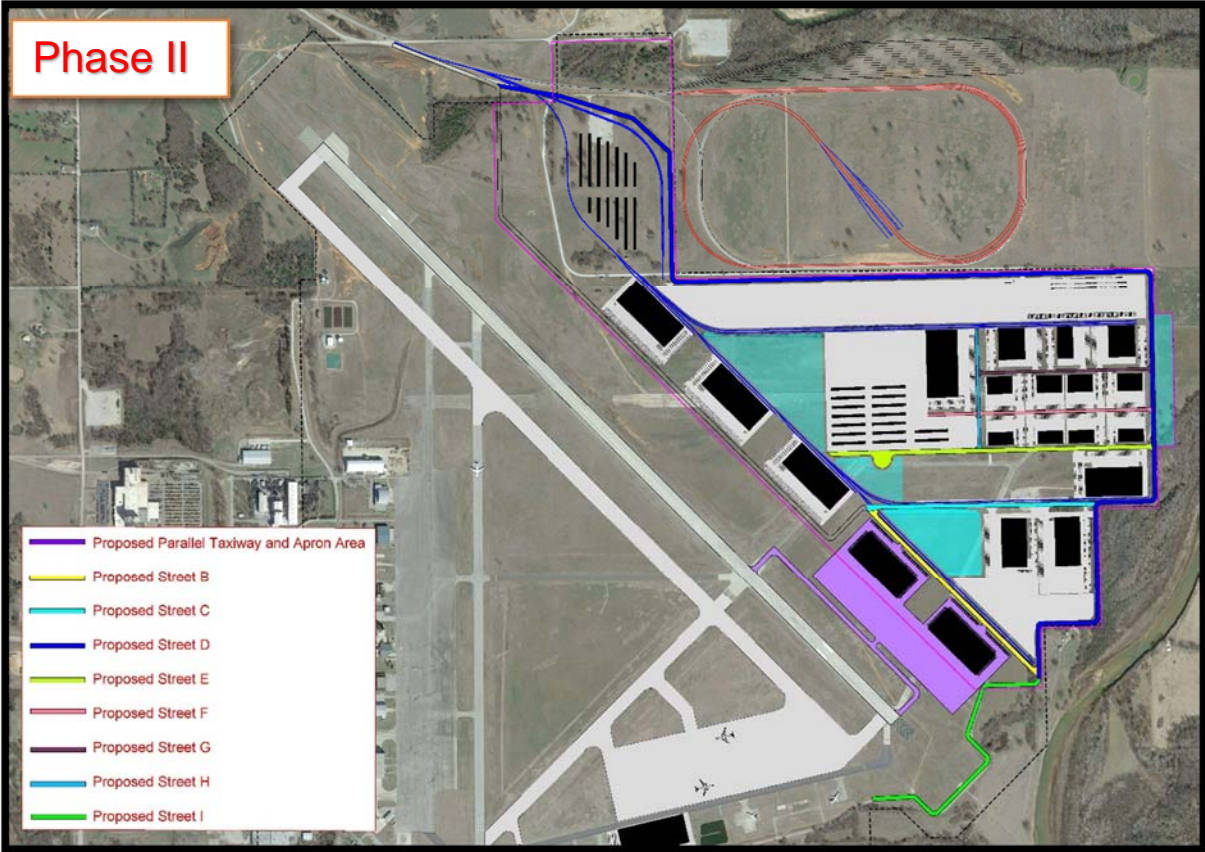 Phase II
Proposed Parallel Taxiway and Apron Area
Proposed Street B
Proposed Street C
Proposed Street D
Proposed Street E
Proposed Street F
Proposed Street G
Proposed Street H
Proposed Street I